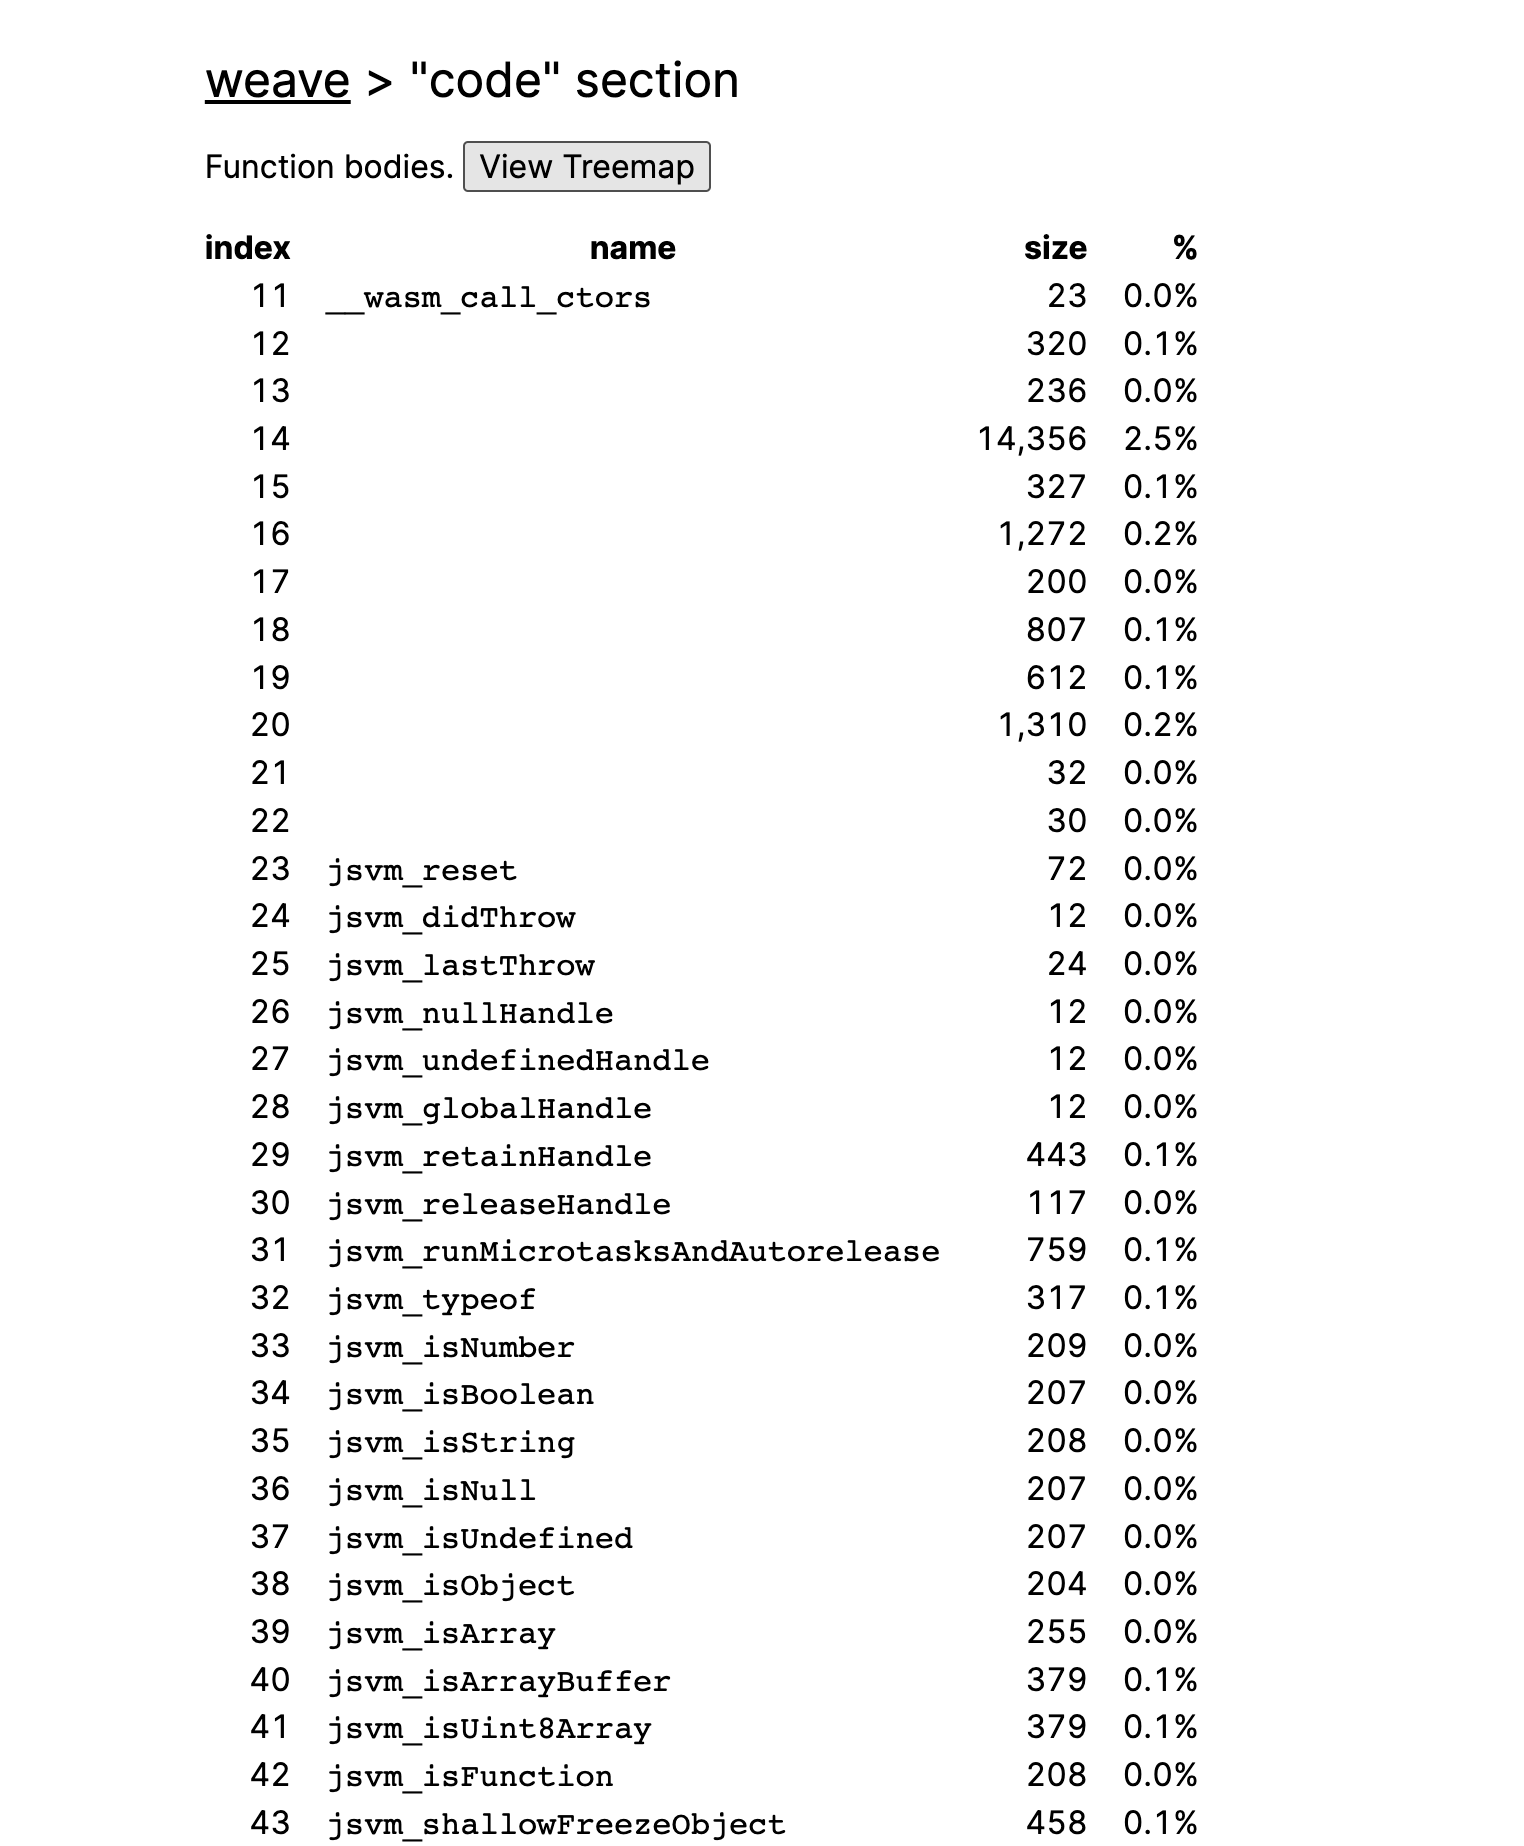 weave > "code" section
Function bodies. View Treemap
index name size %
11 __wasm_call_ctors 23 0.0%
12 320 0.1%
13 236 0.0%
14 14,356 2.5%
15 327 0.1%
16 1,272 0.2%
17 200 0.0%
18 807 0.1%
19 612 0.1%
20 1,310 0.2%
21 32 0.0%
22 30 0.0%
23 jsvm_reset 72 0.0%
24 jsvm_didThrow 12 0.0%
25 jsvm_lastThrow 24 0.0%
26 jsvm_nullHandle 12 0.0%
27 jsvm_undefinedHandle 12 0.0%
28 jsvm_globalHandle 12 0.0%
29 jsvm_retainHandle 443 0.1%
30 jsvm_releaseHandle 117 0.0%
31 jsvm_runMicrotasksAndAutorelease 759 0.1%
32 jsvm_typeof 317 0.1%
33 jsvm_isNumber 209 0.0%
34 jsvm_isBoolean 207 0.0%
35 jsvm_isString 208 0.0%
36 jsvm_isNull 207 0.0%
37 jsvm_isUndefined 207 0.0%
38 jsvm_isObject 204 0.0%
39 jsvm_isArray 255 0.0%
40 jsvm_isArrayBuffer 379 0.1%
41 jsvm_isUint8Array 379 0.1%
42 jsvm_isFunction 208 0.0%
43 jsvm_shallowFreezeObject 458 0.1%